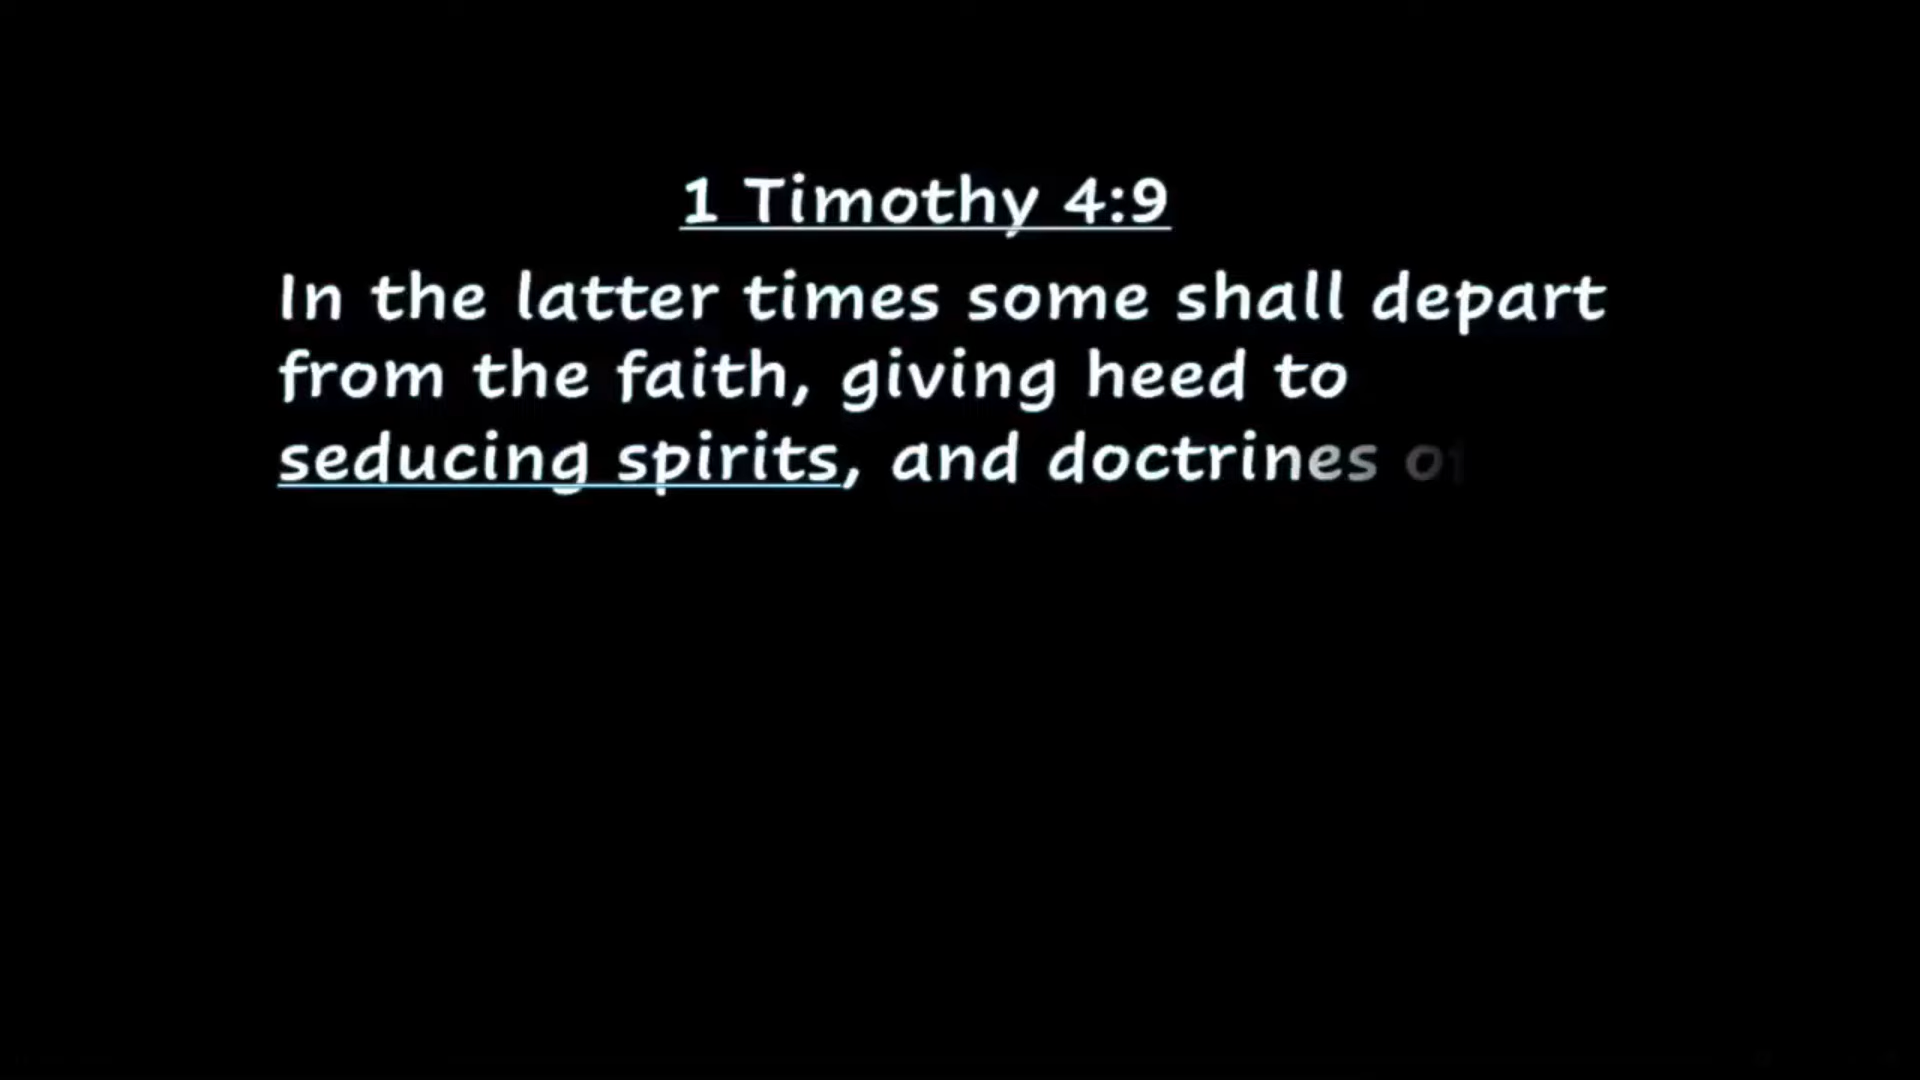 1 Timothy 4:9
In the latter times some shall depart
from the faith, giving heed to
seducing spirits, and doctrines of